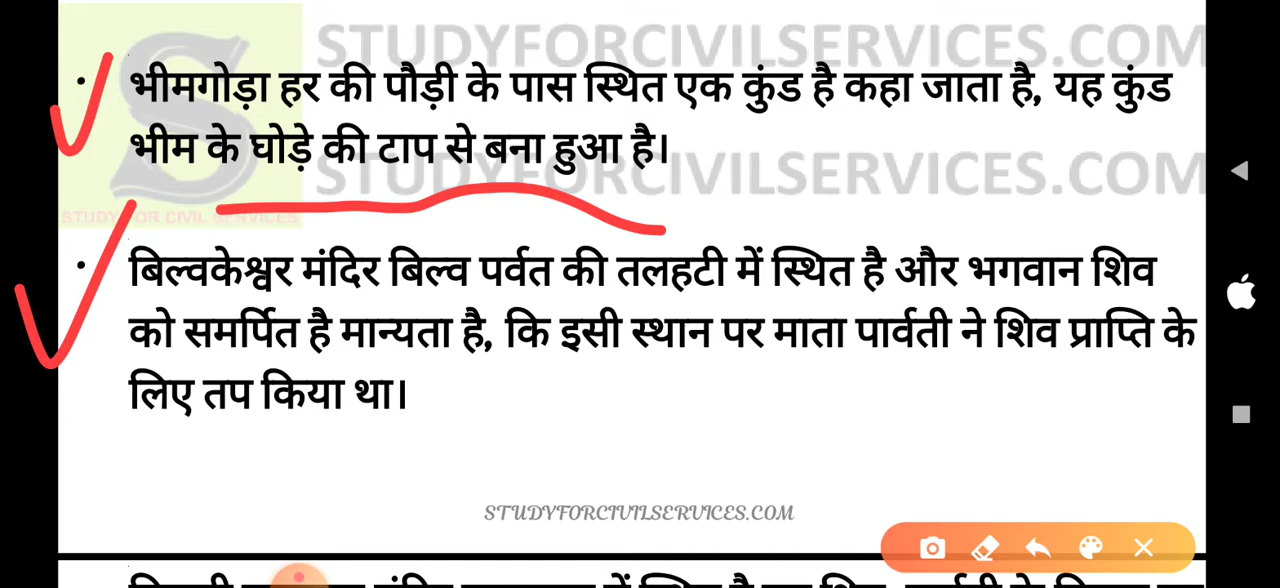 STUDYFORCIVILSERVICES.COM
• भीमगोड़ा हर की पौड़ी के पास स्थित एक कुंड है कहा जाता है, यह कुंड
भीम के घोड़े की टाप से बना हुआ है।
STUDYFORCIVILSERVICES.COM
STUDY FOR CIVIL SERVICES
• बिल्वकेश्वर मंदिर बिल्व पर्वत की तलहटी में स्थित है और भगवान शिव
को समर्पित है मान्यता है, कि इसी स्थान पर माता पार्वती ने शिव प्राप्ति के
लिए तप किया था।
STUDYFORCIVILSERVICES.COM